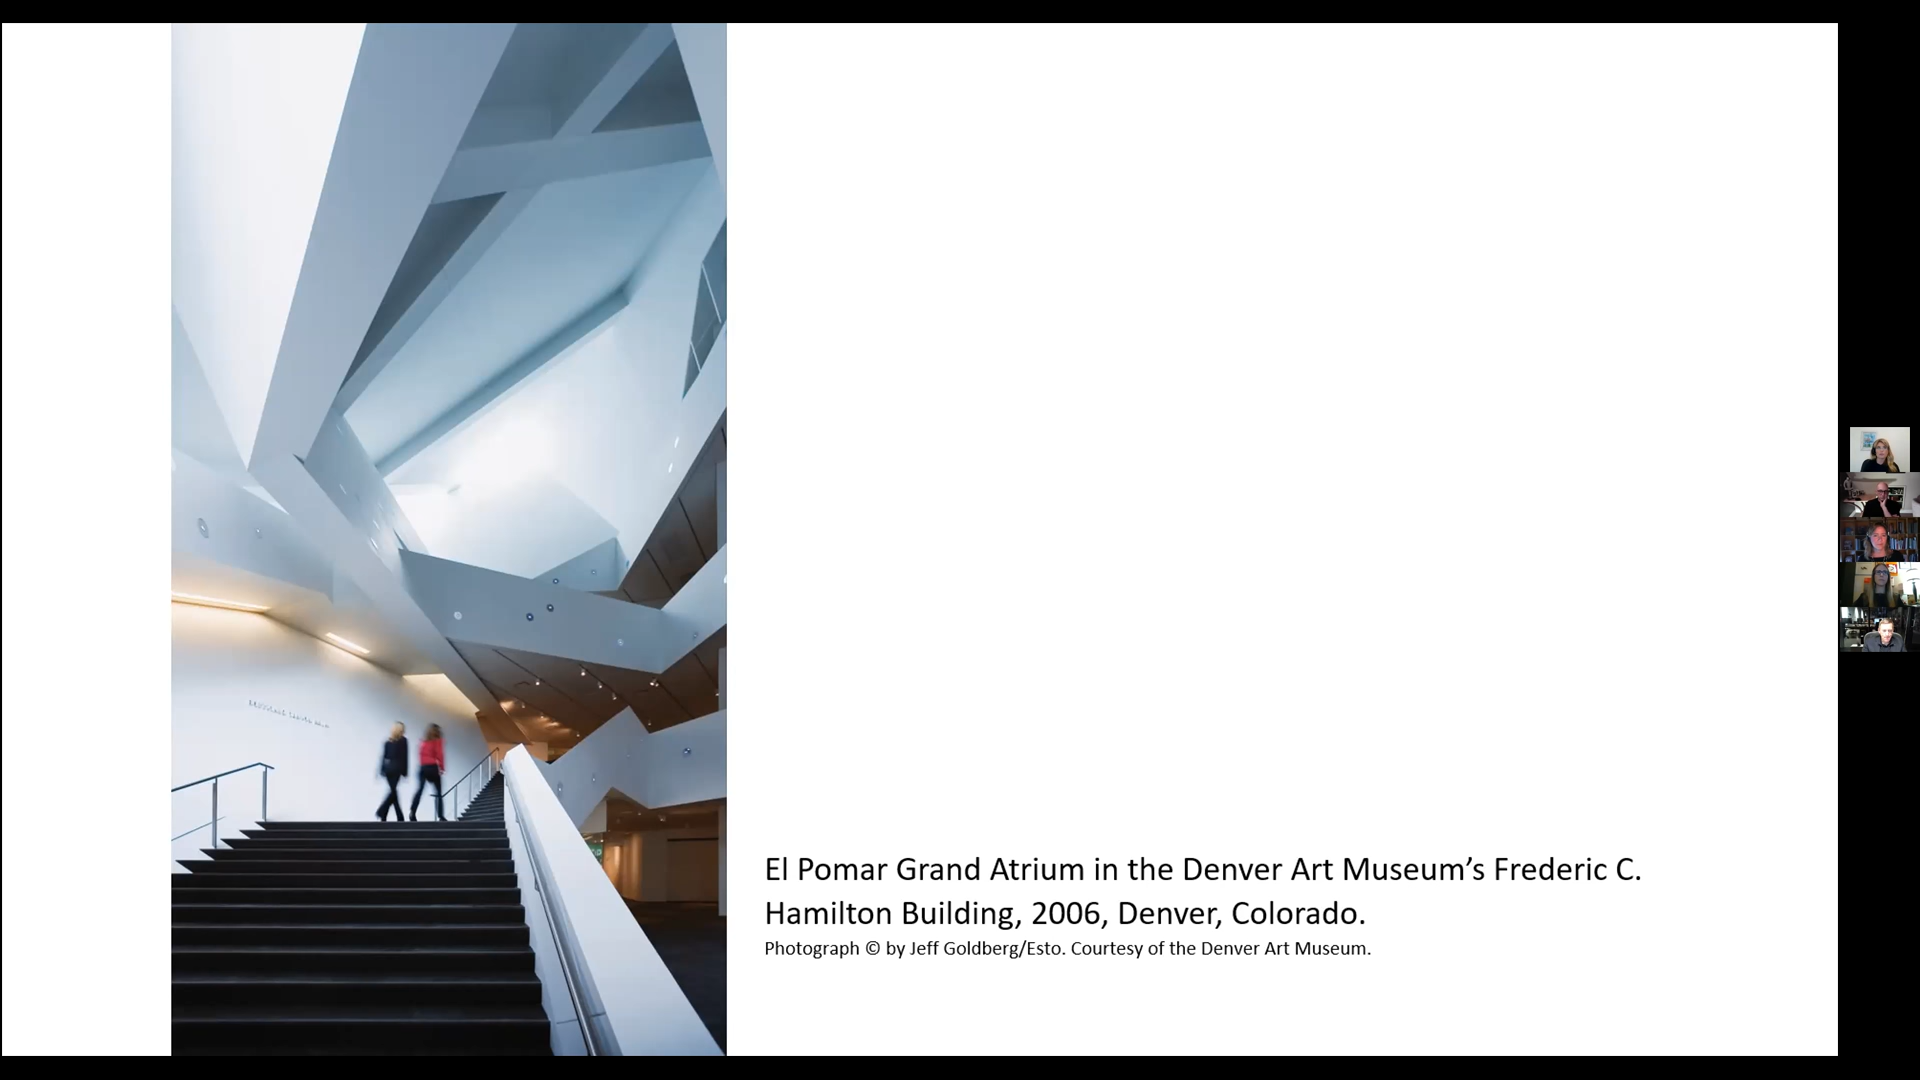 El Pomar Grand Atrium in the Denver Art Museum’s Frederic C.
Hamilton Building, 2006, Denver, Colorado.
Photograph © by Jeff Goldberg/Esto. Courtesy of the Denver Art Museum.